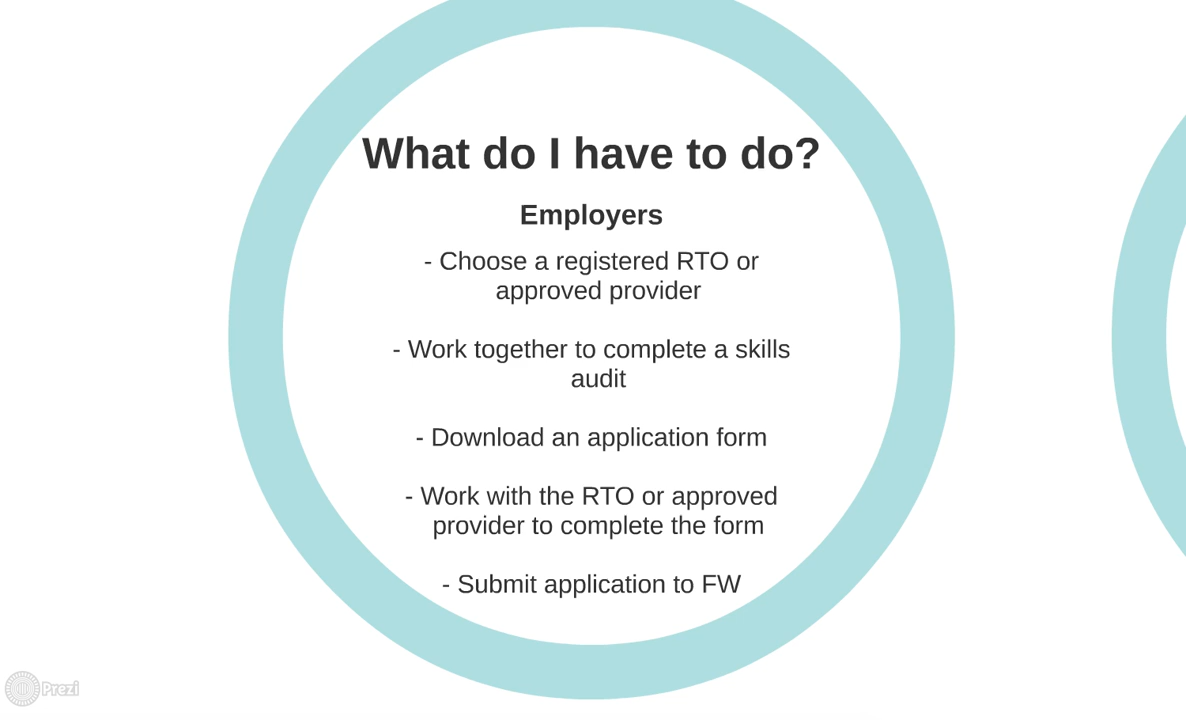 What do I have to do?
Employers
- Choose a registered RTO or
approved provider
- Work together to complete a skills
audit
- Download an application form
- Work with the RTO or approved
provider to complete the form
- Submit application to FW
Prezi